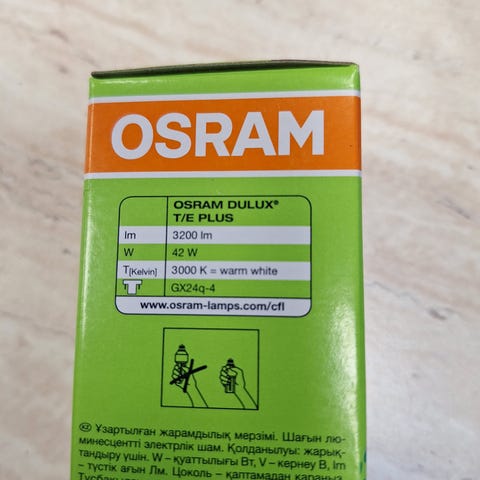 OSRAM
OSRAM DULUX®
T/E PLUS
lm 3200 lm
W 42 W
T[Kelvin] 3000 K = warm white
GX24q-4
www.osram-lamps.com/cfl
KZ Ұзартылған жарамдылық мерзімі. Шағын лю-
минесцентті электрлік шам. Қолданылуы: жарық-
тандыру үшін. W – қуаттылығы Вт, V – кернеу В, lm
– түстік ағын Лм. Цоколь – қаптамадан қараңыз